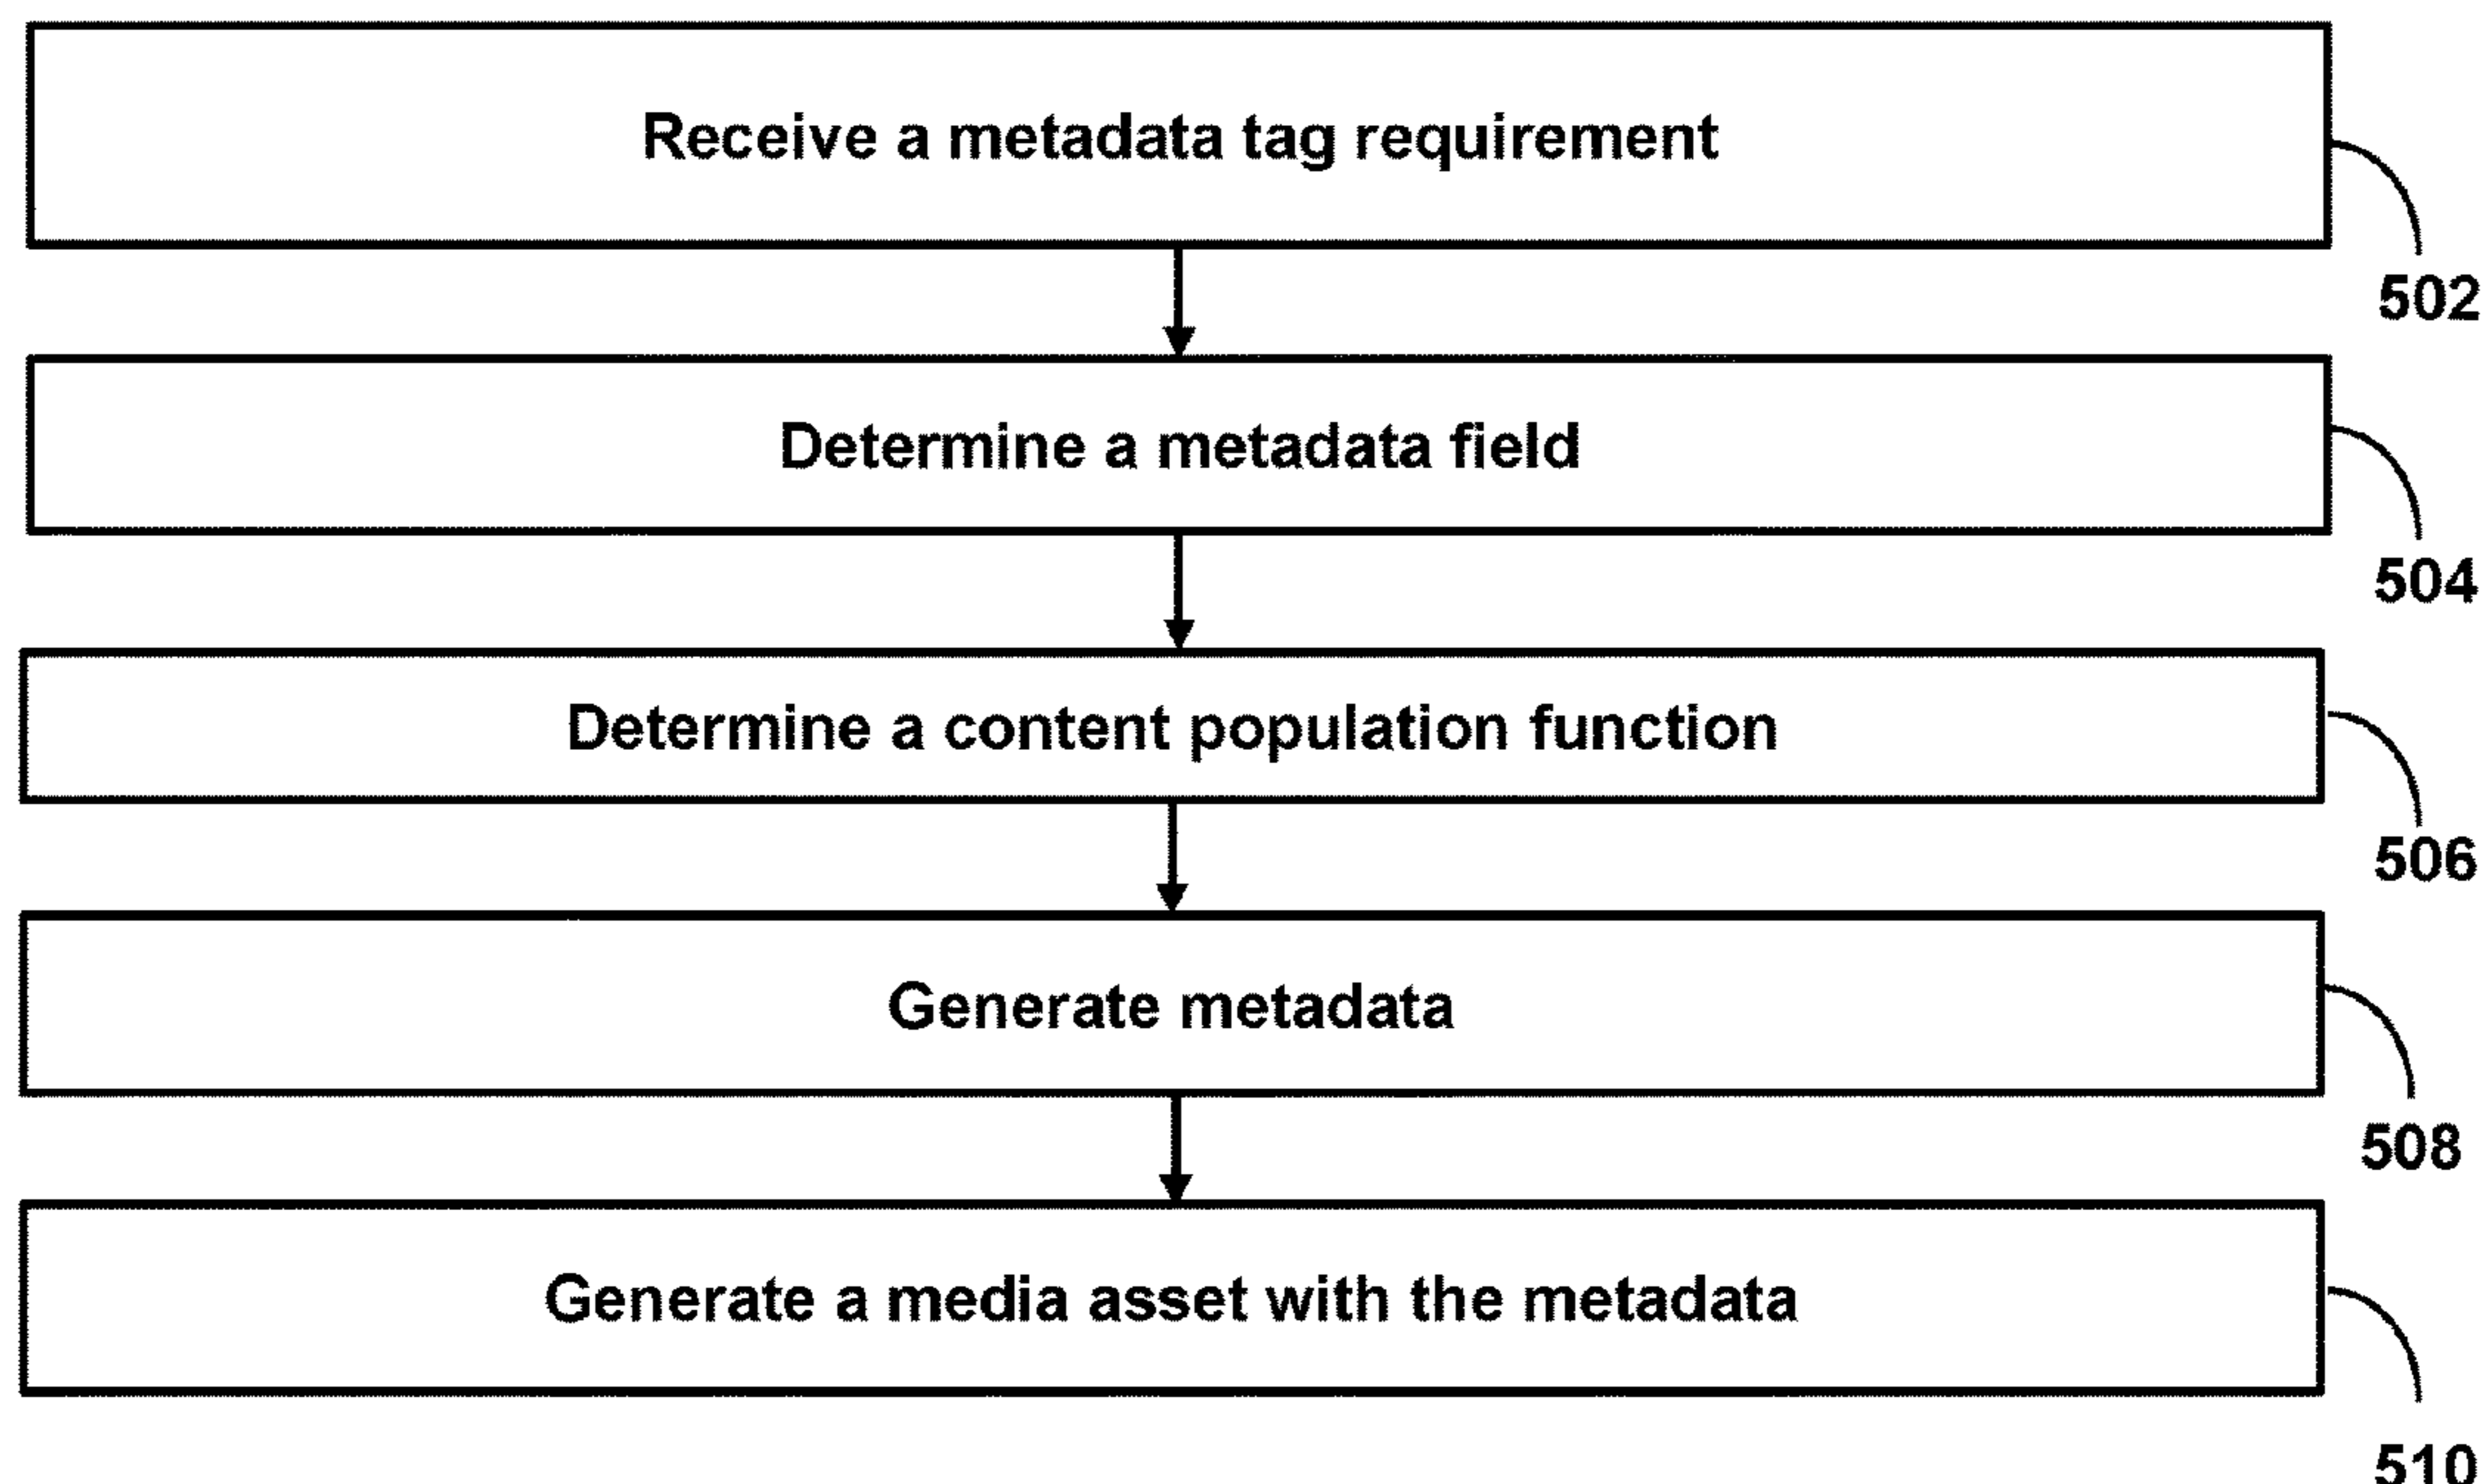 Receive a metadata tag requirement
502
Determine a metadata field
504
Determine a content population function
506
Generate metadata
508
Generate a media asset with the metadata
510